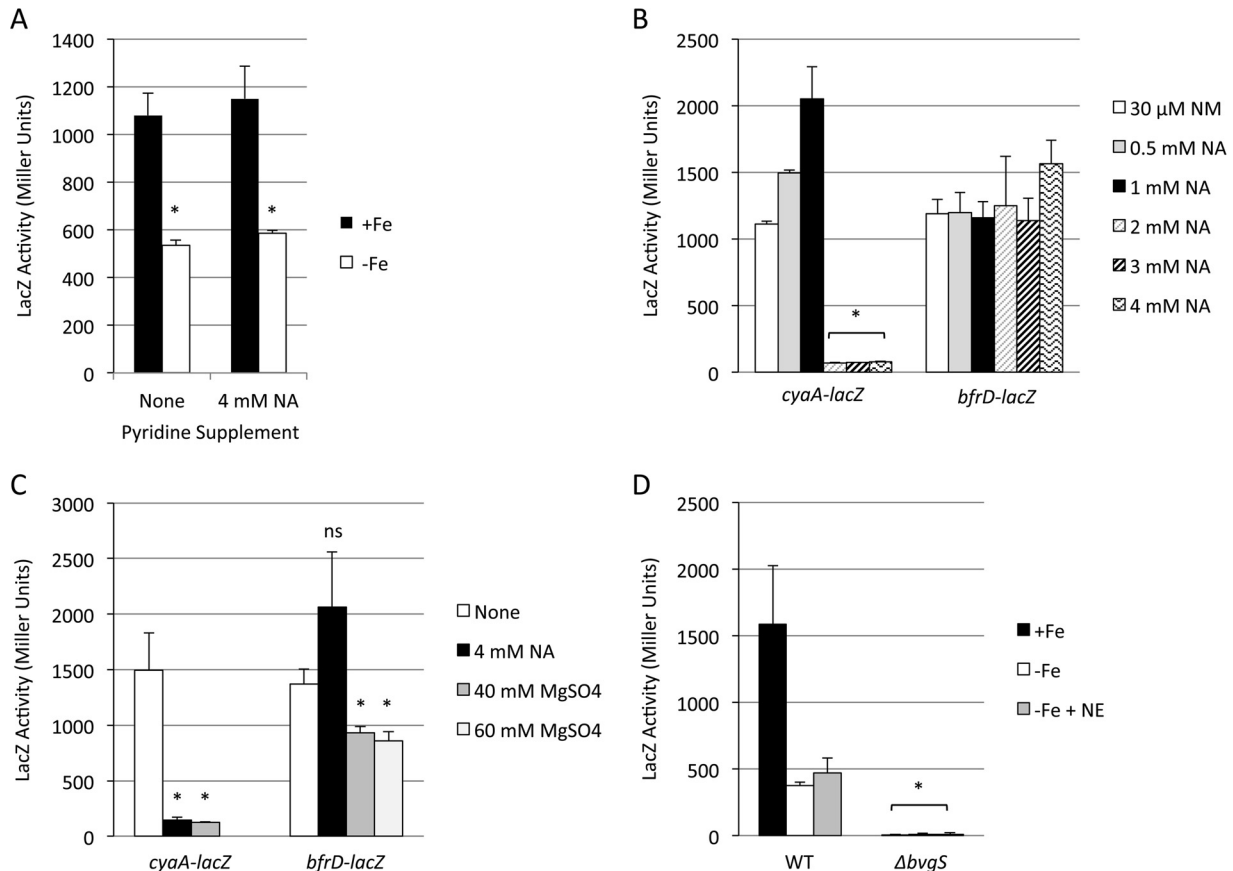 A
LacZ Activity (Miller Units)
1400
1200
1000
800
600
400
200
0
*
*
None
4 mM NA
Pyridine Supplement
+Fe
-Fe
B
LacZ Activity (Miller Units)
2500
2000
1500
1000
500
0
*
cyaA-lacZ
bfrD-lacZ
30 µM NM
0.5 mM NA
1 mM NA
2 mM NA
3 mM NA
4 mM NA
C
LacZ Activity (Miller Units)
3000
2500
2000
1500
1000
500
0
* *
ns
* *
cyaA-lacZ
bfrD-lacZ
None
4 mM NA
40 mM MgSO4
60 mM MgSO4
D
LacZ Activity (Miller Units)
2500
2000
1500
1000
500
0
*
WT
ΔbvgS
+Fe
-Fe
-Fe + NE